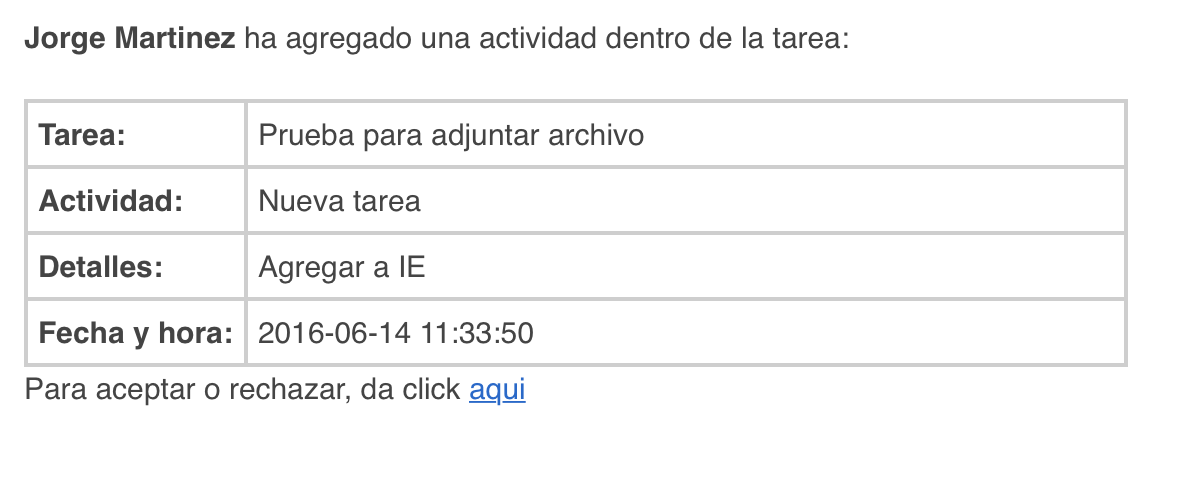 Jorge Martinez ha agregado una actividad dentro de la tarea:
Tarea: Prueba para adjuntar archivo
Actividad: Nueva tarea
Detalles: Agregar a IE
Fecha y hora: 2016-06-14 11:33:50
Para aceptar o rechazar, da click aqui